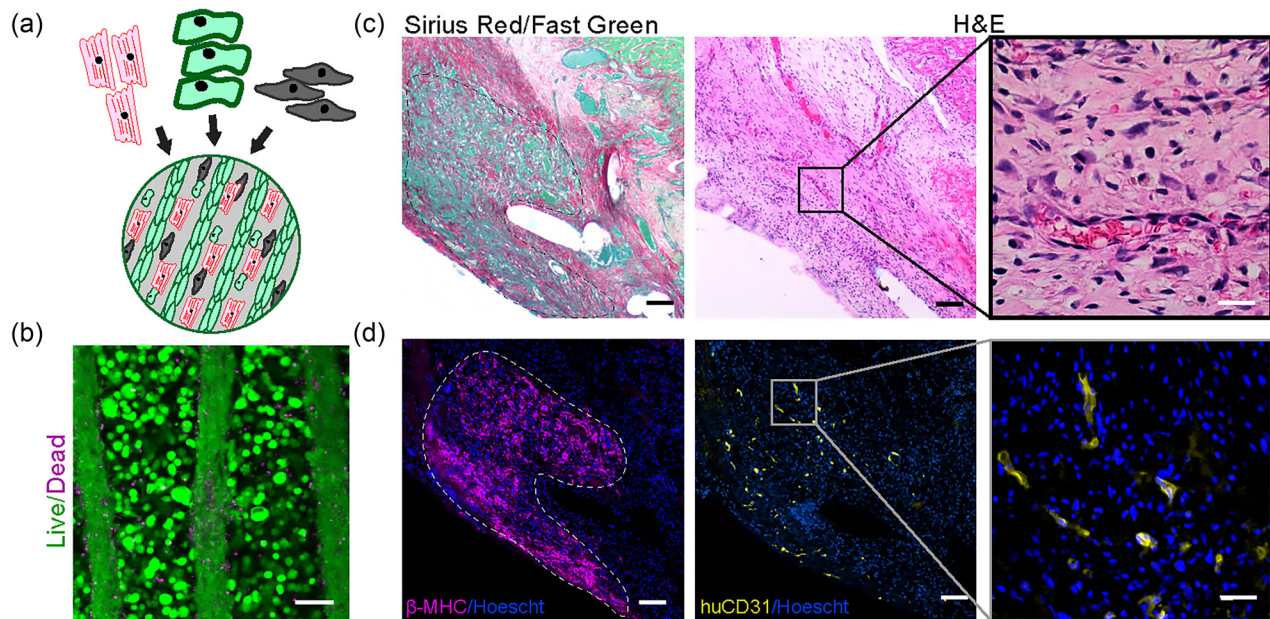 (a)
(c)
Sirius Red/Fast Green
H&E
(b)
Live/Dead
(d)
β-MHC/Hoescht
huCD31/Hoescht